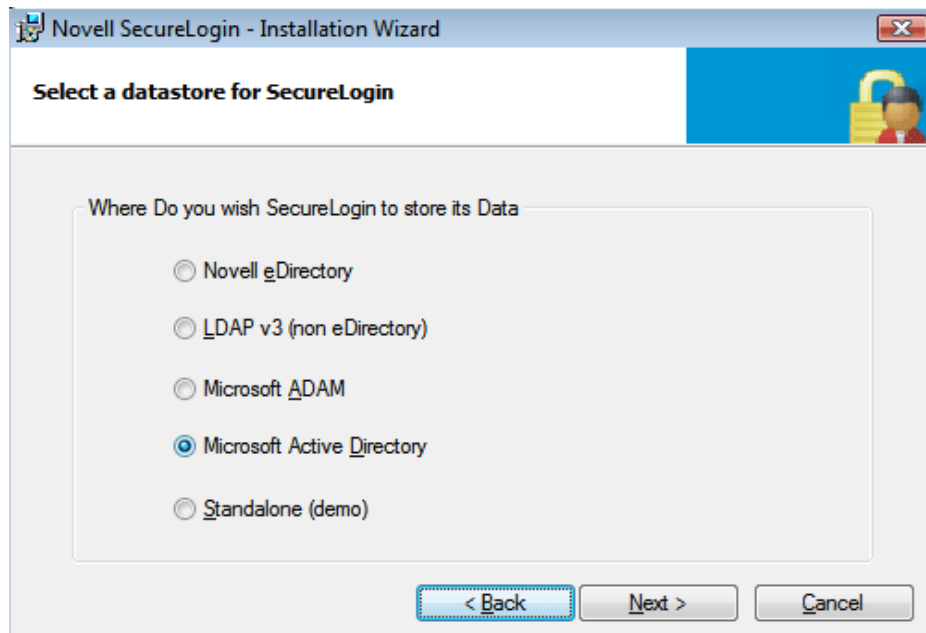 Novell SecureLogin - Installation Wizard
Select a datastore for SecureLogin
Where Do you wish SecureLogin to store its Data
Novell eDirectory
LDAP v3 (non eDirectory)
Microsoft ADAM
Microsoft Active Directory
Standalone (demo)
< Back Next > Cancel